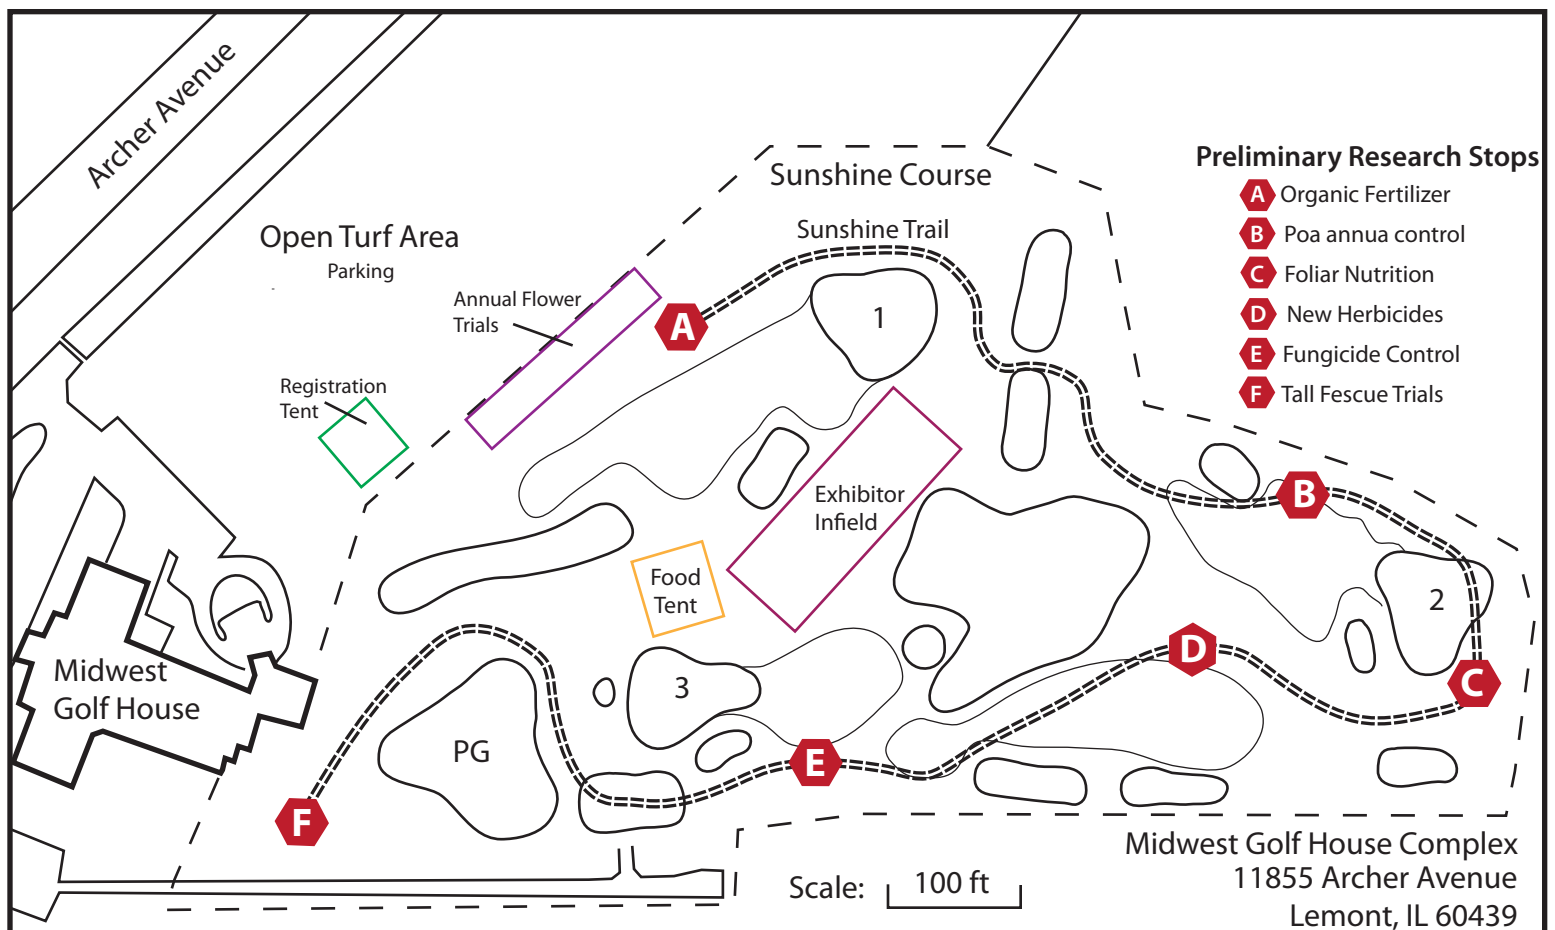 Archer Avenue
Sunshine Course
Sunshine Trail
Open Turf Area
Parking
Annual Flower
Trials
Registration
Tent
Preliminary Research Stops
A Organic Fertilizer
B Poa annua control
C Foliar Nutrition
D New Herbicides
E Fungicide Control
F Tall Fescue Trials
A
1
Exhibitor
Infield
B
Food
Tent
2
Midwest
Golf House
3
D
C
PG
E
F
Midwest Golf House Complex
11855 Archer Avenue
Lemont, IL 60439
Scale: 100 ft